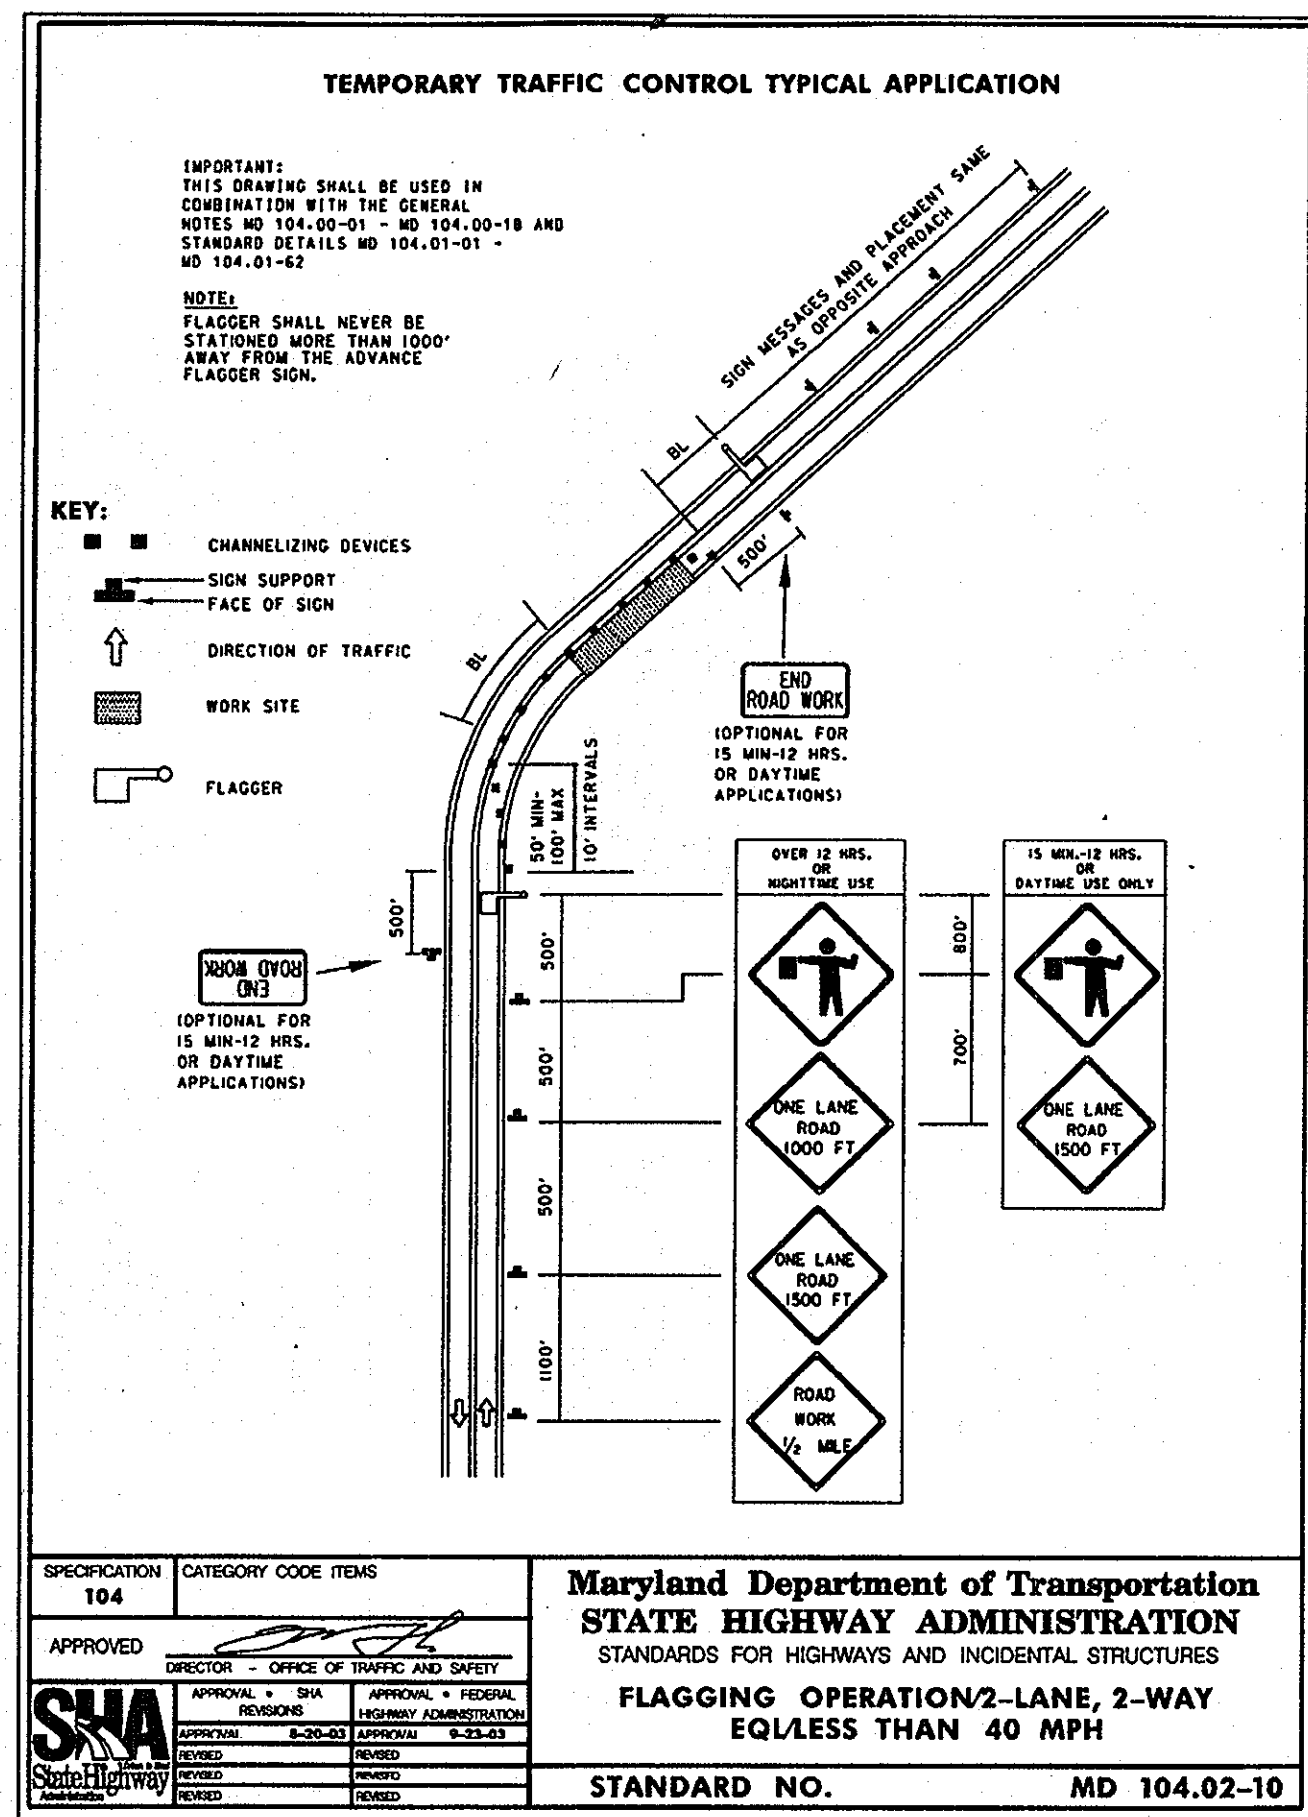 TEMPORARY TRAFFIC CONTROL TYPICAL APPLICATION
IMPORTANT:
THIS DRAWING SHALL BE USED IN
COMBINATION WITH THE GENERAL
NOTES MD 104.00-01 - MD 104.00-18 AND
STANDARD DETAILS MD 104.01-01 -
MD 104.01-62
NOTE:
FLAGGER SHALL NEVER BE
STATIONED MORE THAN 1000'
AWAY FROM THE ADVANCE
FLAGGER SIGN.
SIGN MESSAGES AND PLACEMENT SAME
AS OPPOSITE APPROACH
BL
KEY:
CHANNELIZING DEVICES
SIGN SUPPORT
FACE OF SIGN
DIRECTION OF TRAFFIC
WORK SITE
FLAGGER
500'
BL
END
ROAD WORK
(OPTIONAL FOR
15 MIN-12 HRS.
OR DAYTIME
APPLICATIONS)
50' MIN-
100' MAX
10' INTERVALS
500'
END
ROAD WORK
(OPTIONAL FOR
15 MIN-12 HRS.
OR DAYTIME
APPLICATIONS)
500'
500'
500'
1100'
OVER 12 HRS.
OR
NIGHTTIME USE
ONE LANE
ROAD
1000 FT
ONE LANE
ROAD
1500 FT
ROAD
WORK
1/2 MILE
800'
700'
15 MIN.-12 HRS.
OR
DAYTIME USE ONLY
ONE LANE
ROAD
1500 FT
SPECIFICATION
104
CATEGORY CODE ITEMS
APPROVED
DIRECTOR - OFFICE OF TRAFFIC AND SAFETY
SHA
State Highway
Administration
APPROVAL • SHA
REVISIONS
APPROVAL • FEDERAL
HIGHWAY ADMINISTRATION
APPROVAL 8-20-03
APPROVAL 9-23-03
REVISED
REVISED
REVISED
REVISED
REVISED
REVISED
Maryland Department of Transportation
STATE HIGHWAY ADMINISTRATION
STANDARDS FOR HIGHWAYS AND INCIDENTAL STRUCTURES
FLAGGING OPERATION/2-LANE, 2-WAY
EQL/LESS THAN 40 MPH
STANDARD NO. MD 104.02-10